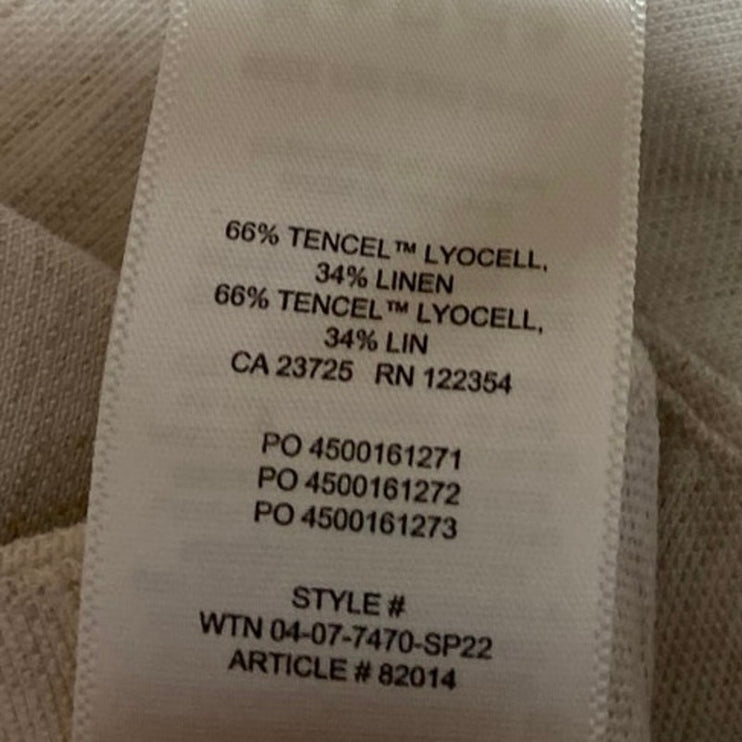 66% TENCEL™ LYOCELL,
34% LINEN
66% TENCEL™ LYOCELL,
34% LIN
CA 23725 RN 122354
PO 4500161271
PO 4500161272
PO 4500161273
STYLE #
WTN 04-07-7470-SP22
ARTICLE # 82014